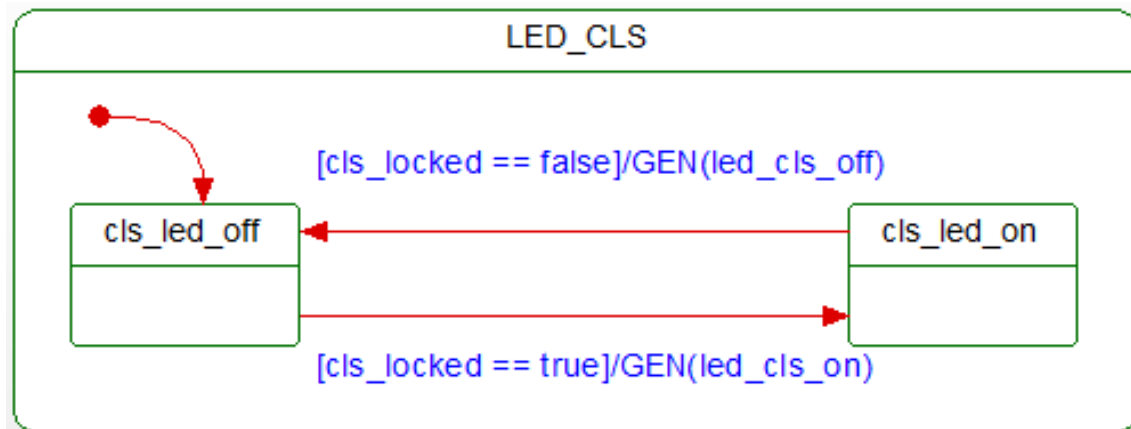 LED_CLS
[cls_locked == false]/GEN(led_cls_off)
cls_led_off
cls_led_on
[cls_locked == true]/GEN(led_cls_on)